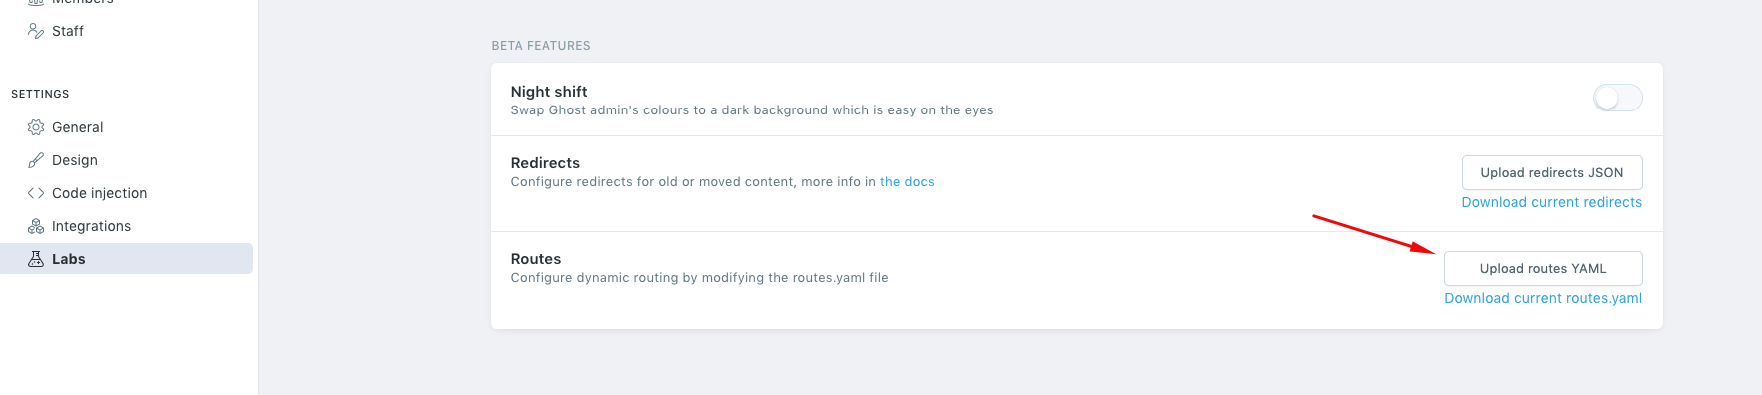 Members
Staff
SETTINGS
General
Design
Code injection
Integrations
Labs
BETA FEATURES
Night shift
Swap Ghost admin's colours to a dark background which is easy on the eyes
Redirects
Configure redirects for old or moved content, more info in the docs
Upload redirects JSON
Download current redirects
Routes
Configure dynamic routing by modifying the routes.yaml file
Upload routes YAML
Download current routes.yaml